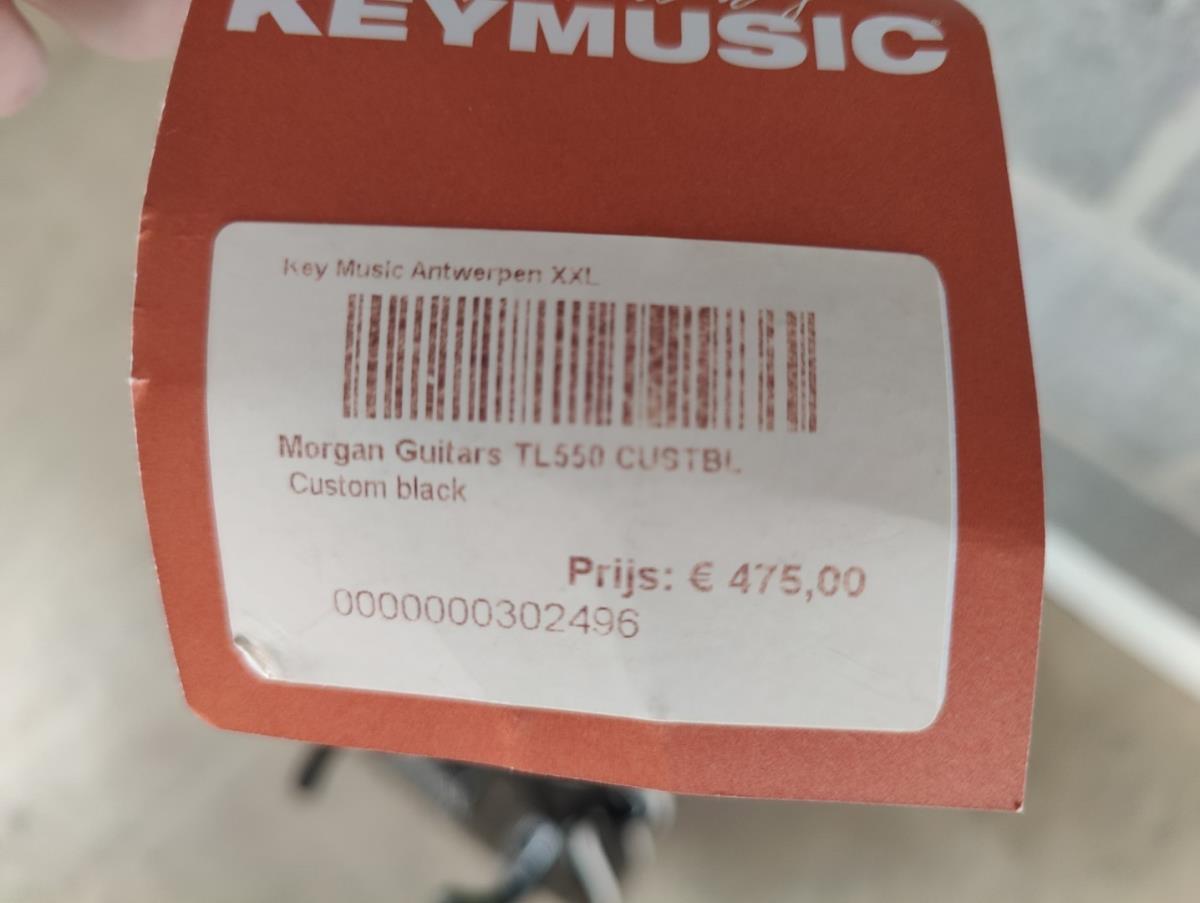 KEYMUSIC
Key Music Antwerpen XXL
Morgan Guitars TL550 CUSTBL
Custom black
Prijs: € 475,00
0000000302496